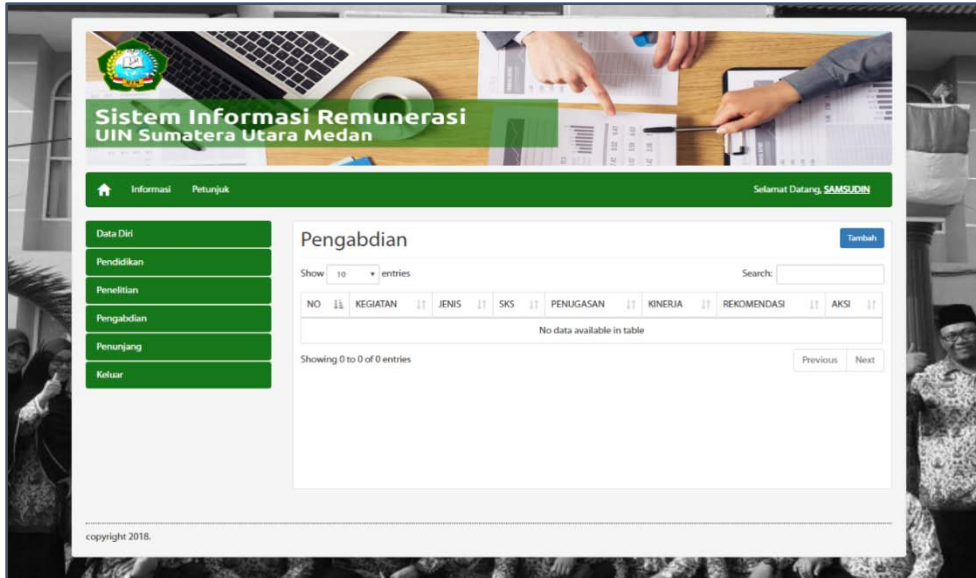 Sistem Informasi Remunerasi
UIN Sumatera Utara Medan
Informasi Petunjuk Selamat Datang, SAMSUDIN
Data Diri
Pendidikan
Penelitian
Pengabdian
Penunjang
Keluar
Pengabdian Tambah
Show 10 entries Search:
NO KEGIATAN JENIS SKS PENUGASAN KINERJA REKOMENDASI AKSI
No data available in table
Showing 0 to 0 of 0 entries Previous Next
copyright 2018.